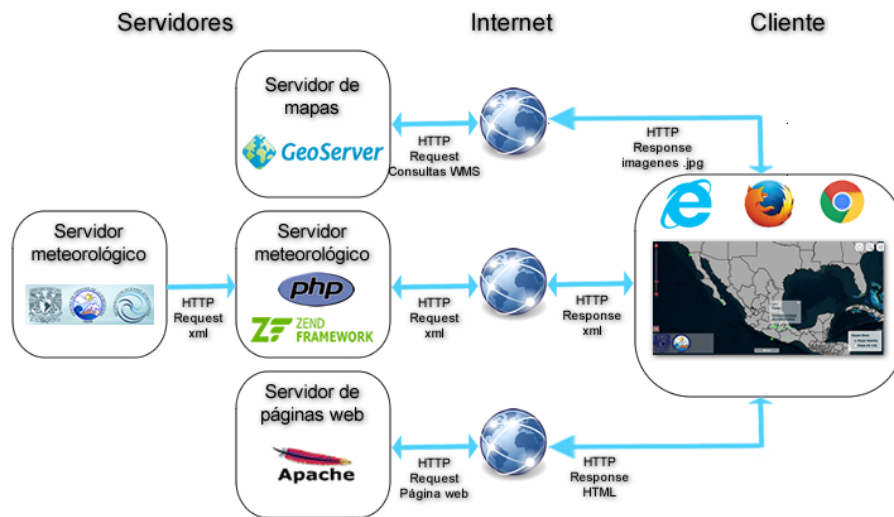 Servidores
Internet
Cliente
Servidor de
mapas
GeoServer
HTTP
Request
Consultas WMS
HTTP
Response
imagenes .jpg
Servidor
meteorológico
HTTP
Request
xml
Servidor
meteorológico
php
ZF ZEND
FRAMEWORK
HTTP
Request
xml
HTTP
Response
xml
Servidor de
páginas web
Apache
HTTP
Request
Página web
HTTP
Response
HTML